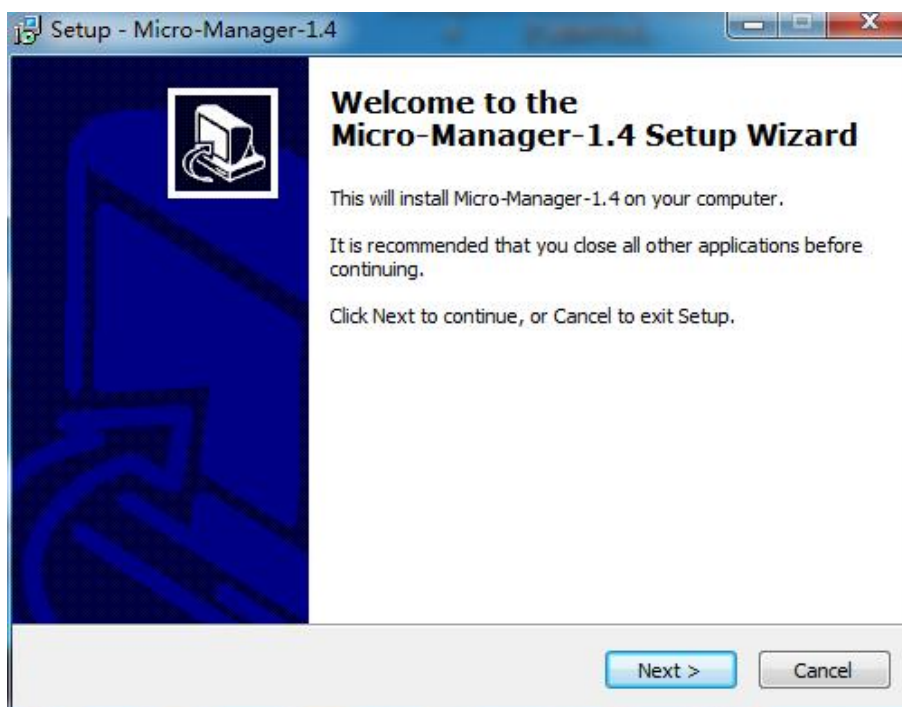 Setup - Micro-Manager-1.4
Welcome to the
Micro-Manager-1.4 Setup Wizard
This will install Micro-Manager-1.4 on your computer.
It is recommended that you close all other applications before
continuing.
Click Next to continue, or Cancel to exit Setup.
Next >
Cancel